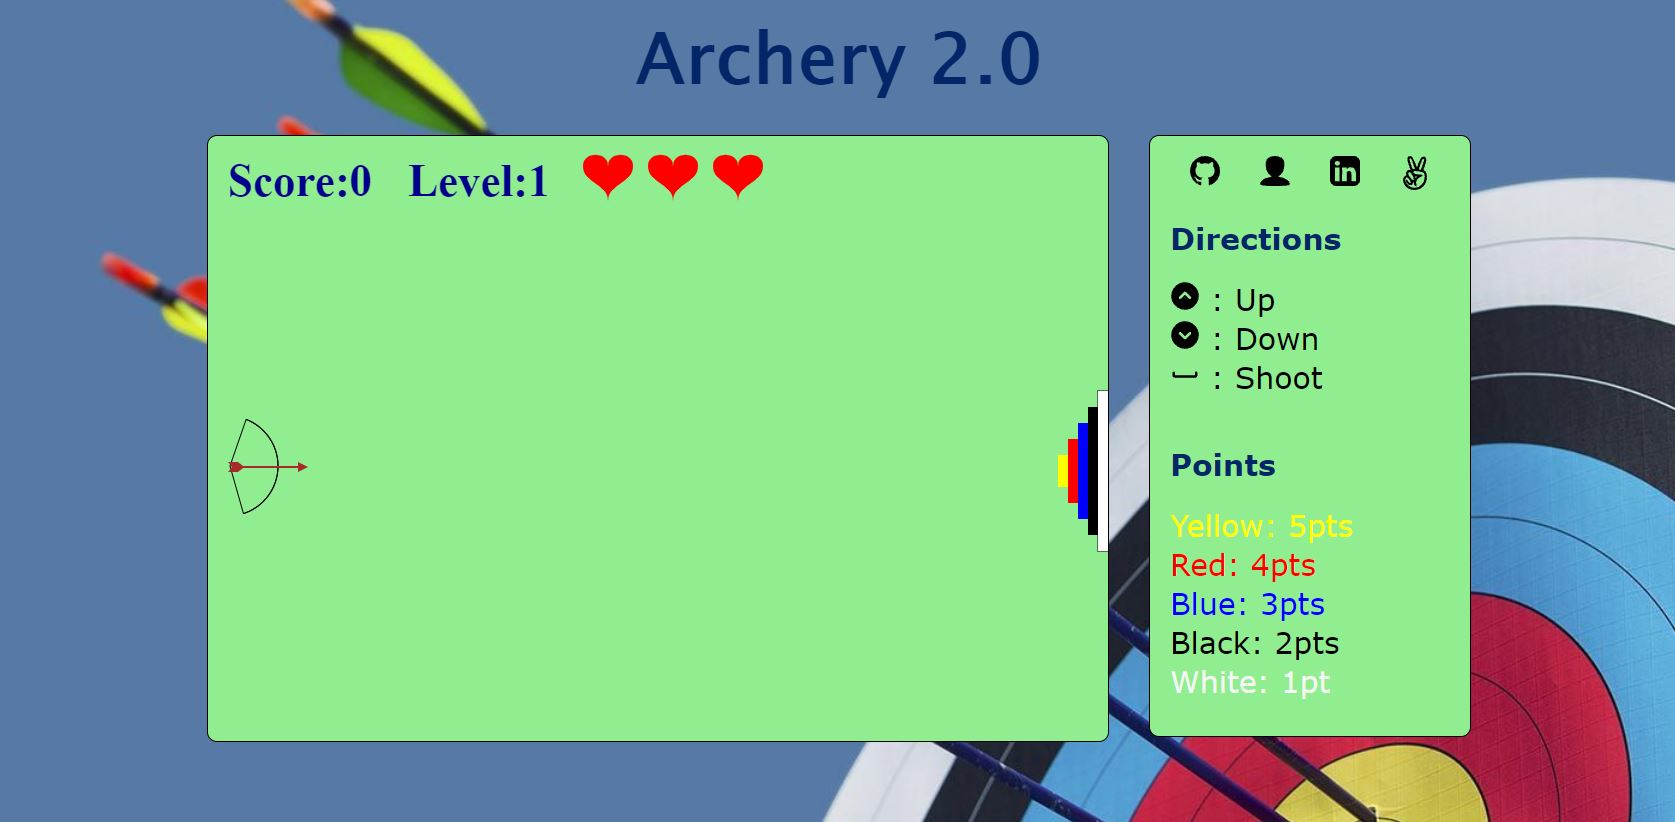 Archery 2.0
Score:0 Level:1
Directions
: Up
: Down
: Shoot
Points
Yellow: 5pts
Red: 4pts
Blue: 3pts
Black: 2pts
White: 1pt